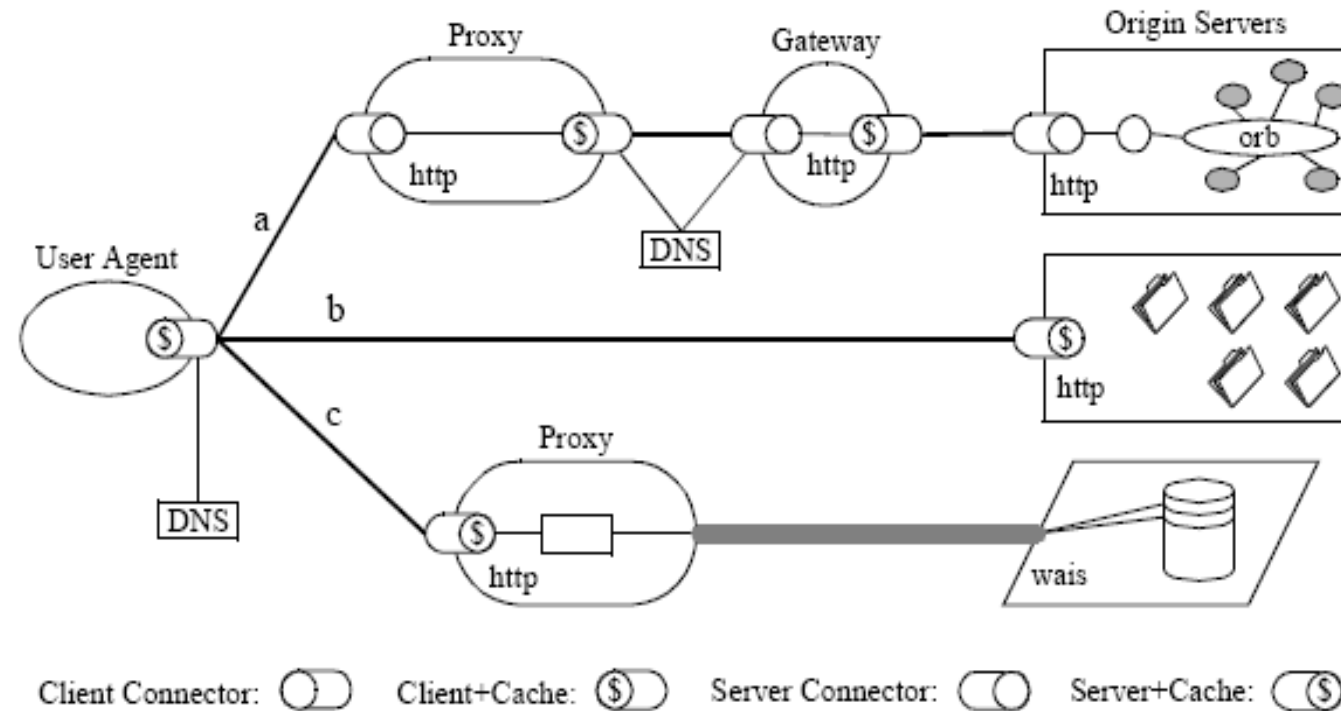 Origin Servers
Proxy
Gateway
$
$
orb
http
http
http
a
DNS
User Agent
b
$
$
http
c
Proxy
DNS
$
http
wais
Client Connector:
Client+Cache: $
Server Connector:
Server+Cache: $